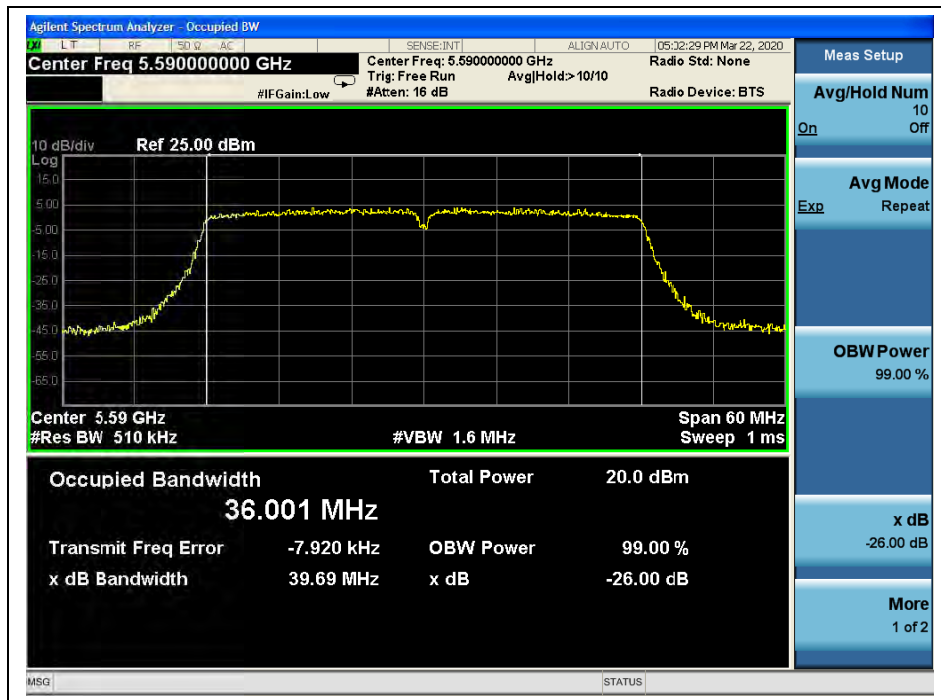 Agilent Spectrum Analyzer - Occupied BW
LXI LT RF 50 Ω AC SENSE:INT ALIGN AUTO 05:32:29 PM Mar 22, 2020
Center Freq 5.590000000 GHz
Center Freq: 5.590000000 GHz Radio Std: None
Trig: Free Run Avg|Hold:>10/10
#IFGain:Low #Atten: 16 dB Radio Device: BTS
10 dB/div Ref 25.00 dBm
Log
15.0
5.00
-5.00
-15.0
-25.0
-35.0
-45.0
-55.0
-65.0
Center 5.59 GHz Span 60 MHz
#Res BW 510 kHz #VBW 1.6 MHz Sweep 1 ms
Occupied Bandwidth Total Power 20.0 dBm
36.001 MHz
Transmit Freq Error -7.920 kHz OBW Power 99.00 %
x dB Bandwidth 39.69 MHz x dB -26.00 dB
MSG STATUS
Meas Setup
Avg/Hold Num
10
On Off
Avg Mode
Exp Repeat
OBW Power
99.00 %
x dB
-26.00 dB
More
1 of 2